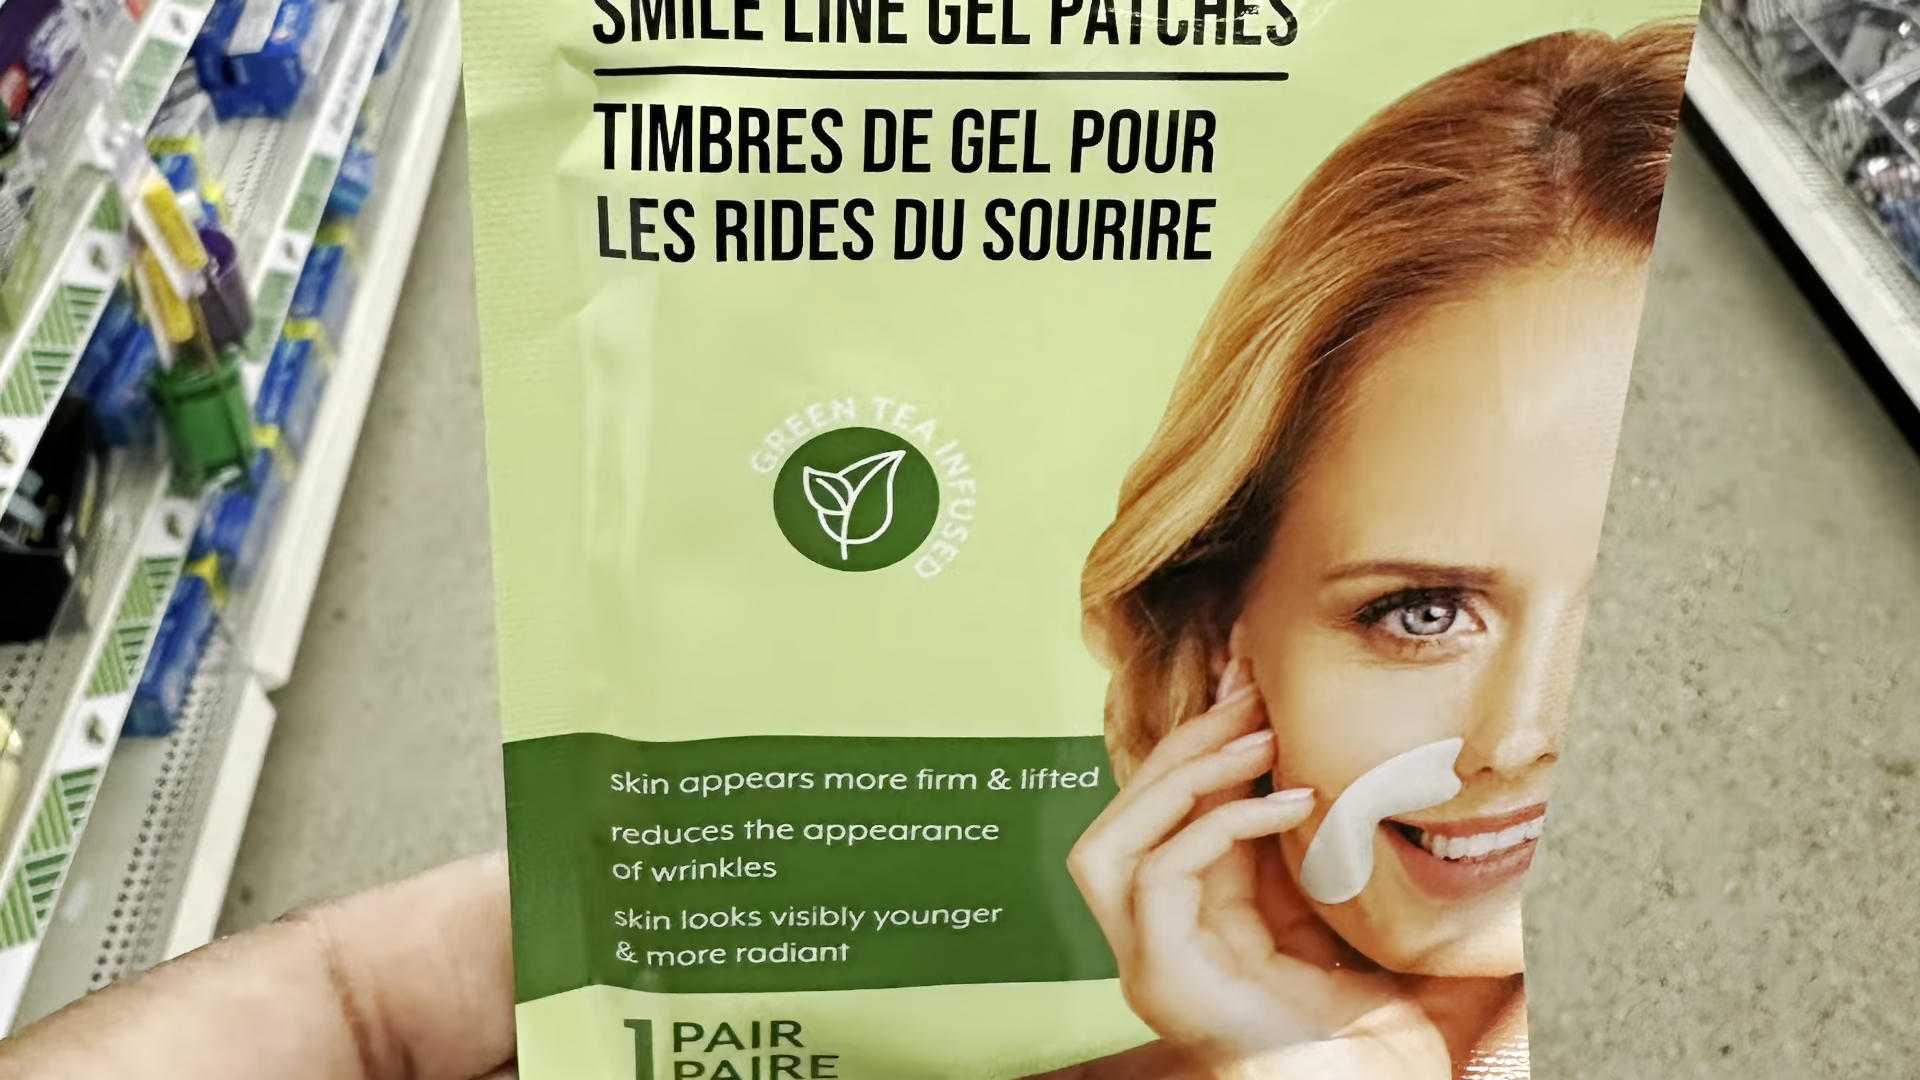 SMILE LINE GEL PATCHES
TIMBRES DE GEL POUR
LES RIDES DU SOURIRE
GREEN TEA INFUSED
skin appears more firm & lifted
reduces the appearance
of wrinkles
skin looks visibly younger
& more radiant
1 PAIR
PAIRE